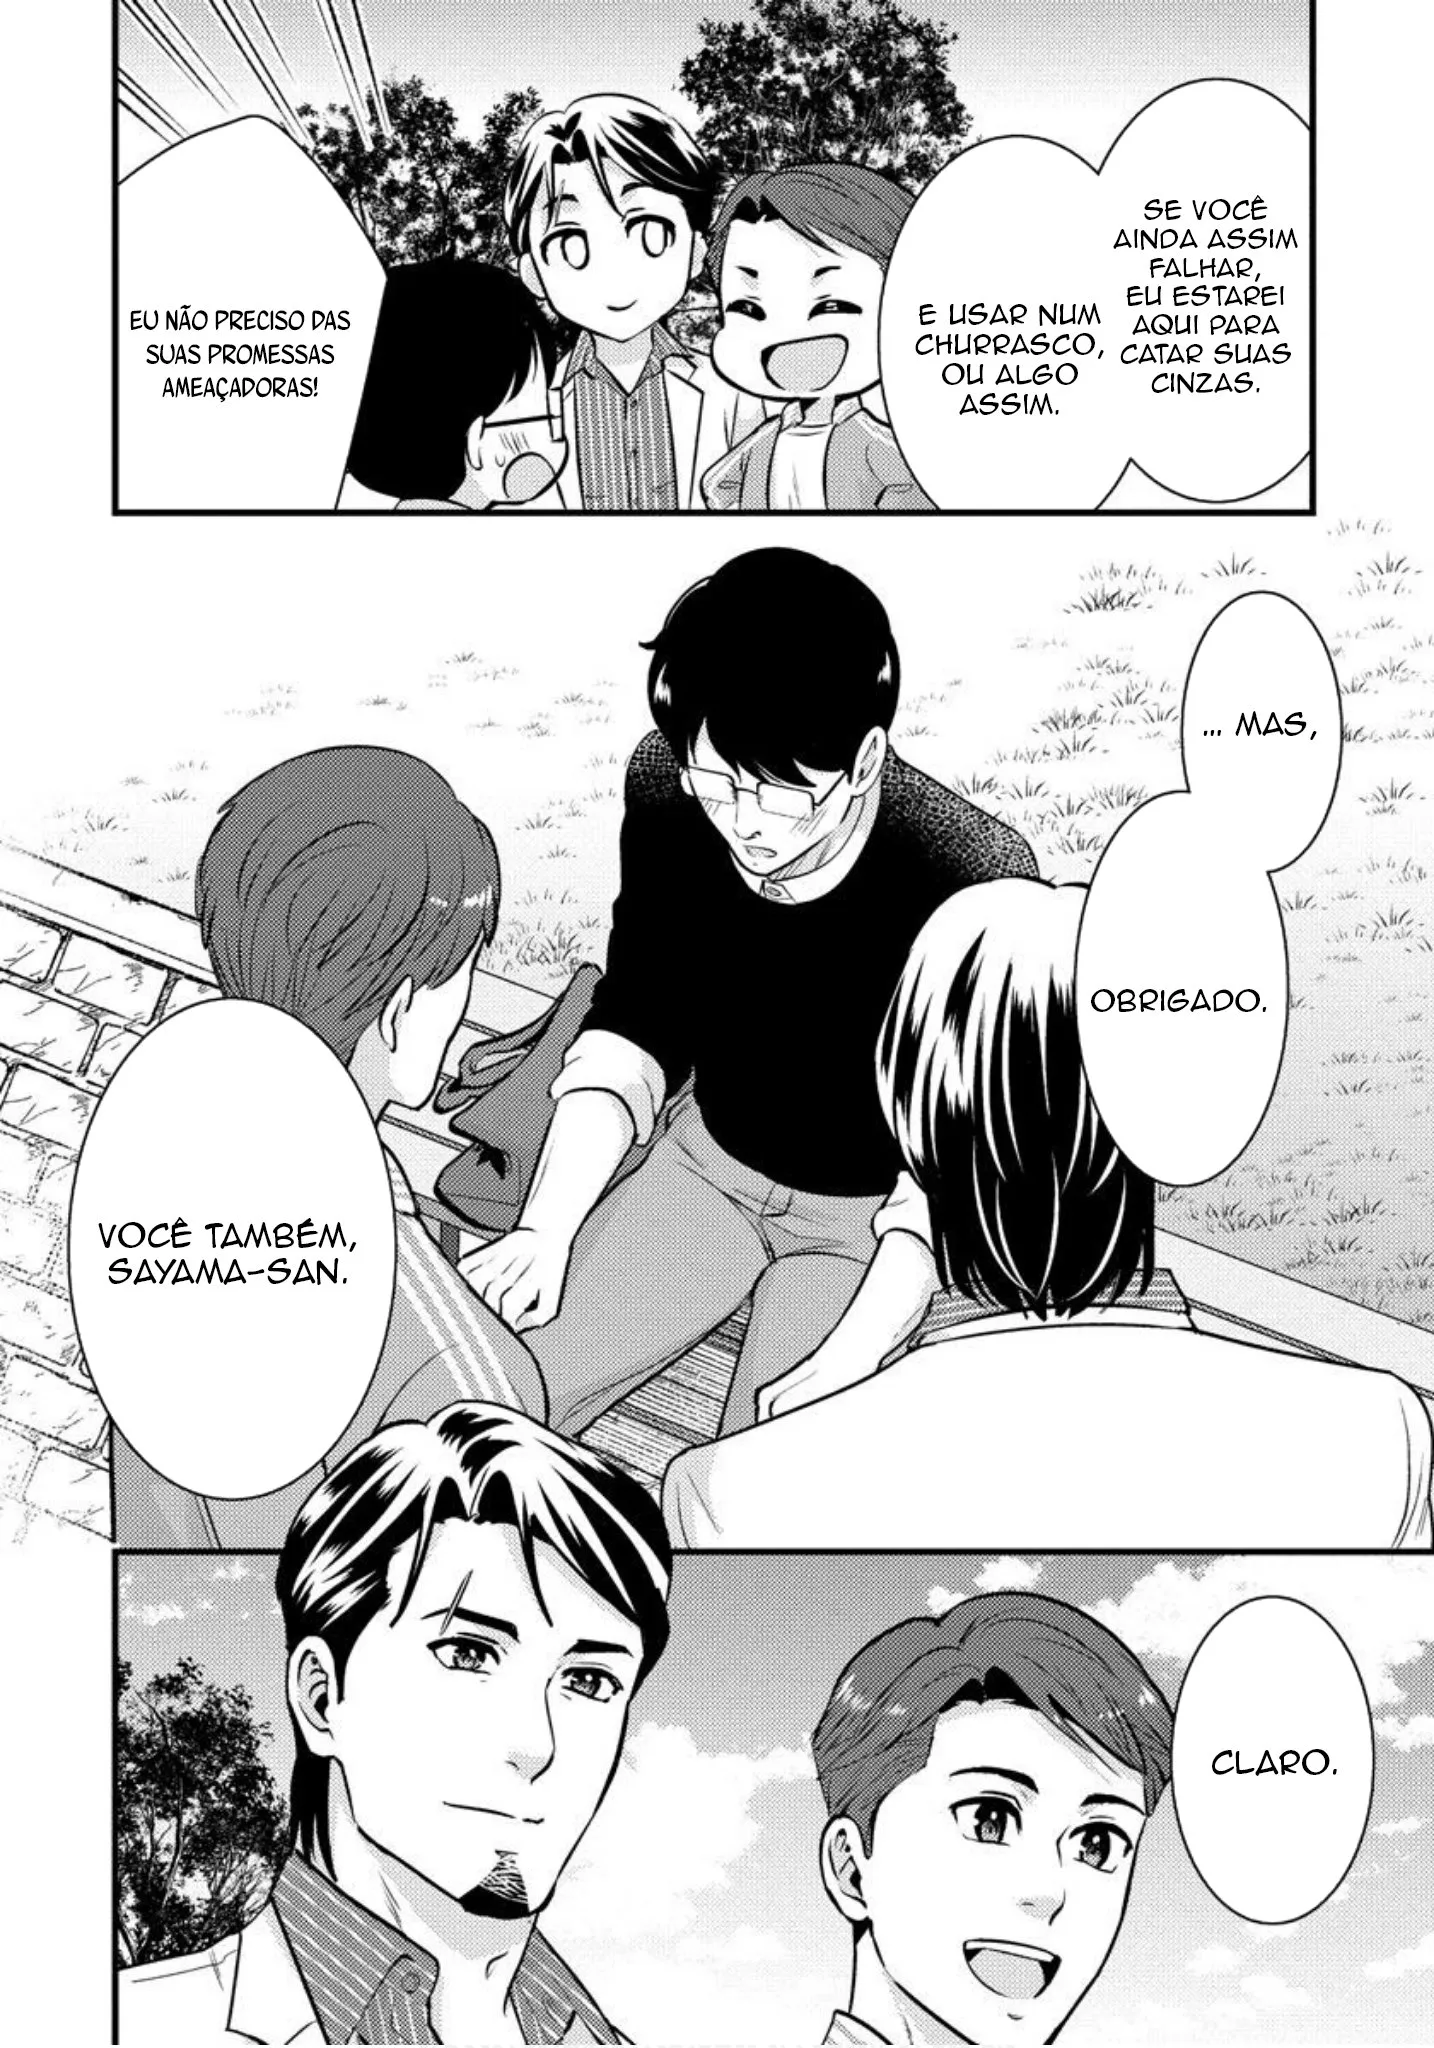 SE VOCÊ
AINDA ASSIM
FALHAR,
EU ESTAREI
AQUI PARA
CATAR SUAS
CINZAS.
E USAR NUM
CHURRASCO,
OU ALGO
ASSIM.
EU NÃO PRECISO DAS
SUAS PROMESSAS
AMEAÇADORAS!
... MAS,
OBRIGADO.
VOCÊ TAMBÉM,
SAYAMA-SAN.
CLARO.